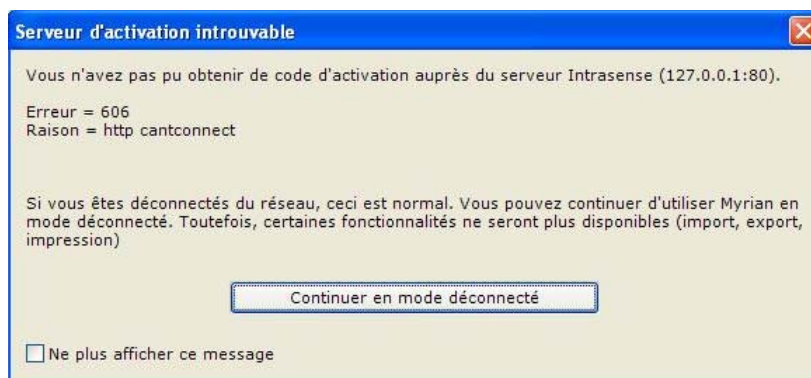 Serveur d'activation introuvable
Vous n'avez pas pu obtenir de code d'activation auprès du serveur Intrasense (127.0.0.1:80).
Erreur = 606
Raison = http cantconnect
Si vous êtes déconnectés du réseau, ceci est normal. Vous pouvez continuer d'utiliser Myrian en
mode déconnecté. Toutefois, certaines fonctionnalités ne seront plus disponibles (import, export,
impression)
Continuer en mode déconnecté
Ne plus afficher ce message